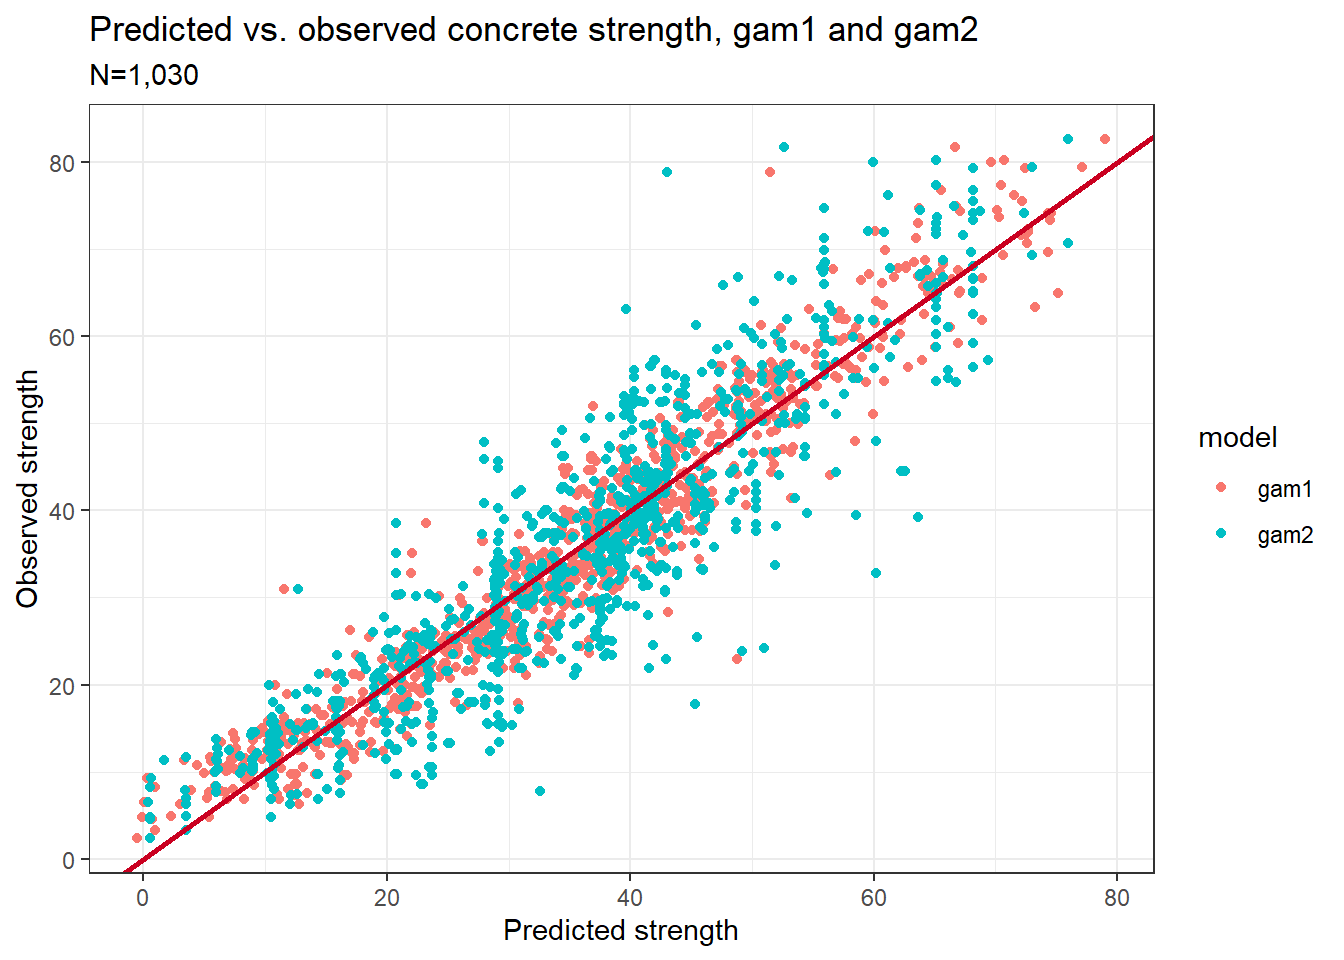 Predicted vs. observed concrete strength, gam1 and gam2
N=1,030
80
60
40
20
0
Observed strength
0 20 40 60 80
Predicted strength
model
gam1
gam2